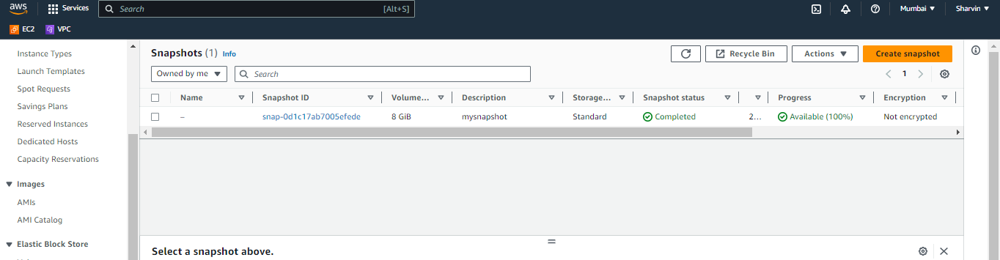 aws Services Search [Alt+S] Mumbai ▼ Sharvin ▼
EC2 VPC
Instance Types
Launch Templates
Spot Requests
Savings Plans
Reserved Instances
Dedicated Hosts
Capacity Reservations
Images
AMIs
AMI Catalog
Elastic Block Store
Snapshots (1) Info Recycle Bin Actions ▼ Create snapshot
Owned by me ▼ Search 1
Name Snapshot ID Volume... Description Storage... Snapshot status Progress Encryption
– snap-0d1c17ab7005efede 8 GiB mysnapshot Standard Completed 2... Available (100%) Not encrypted
Select a snapshot above.